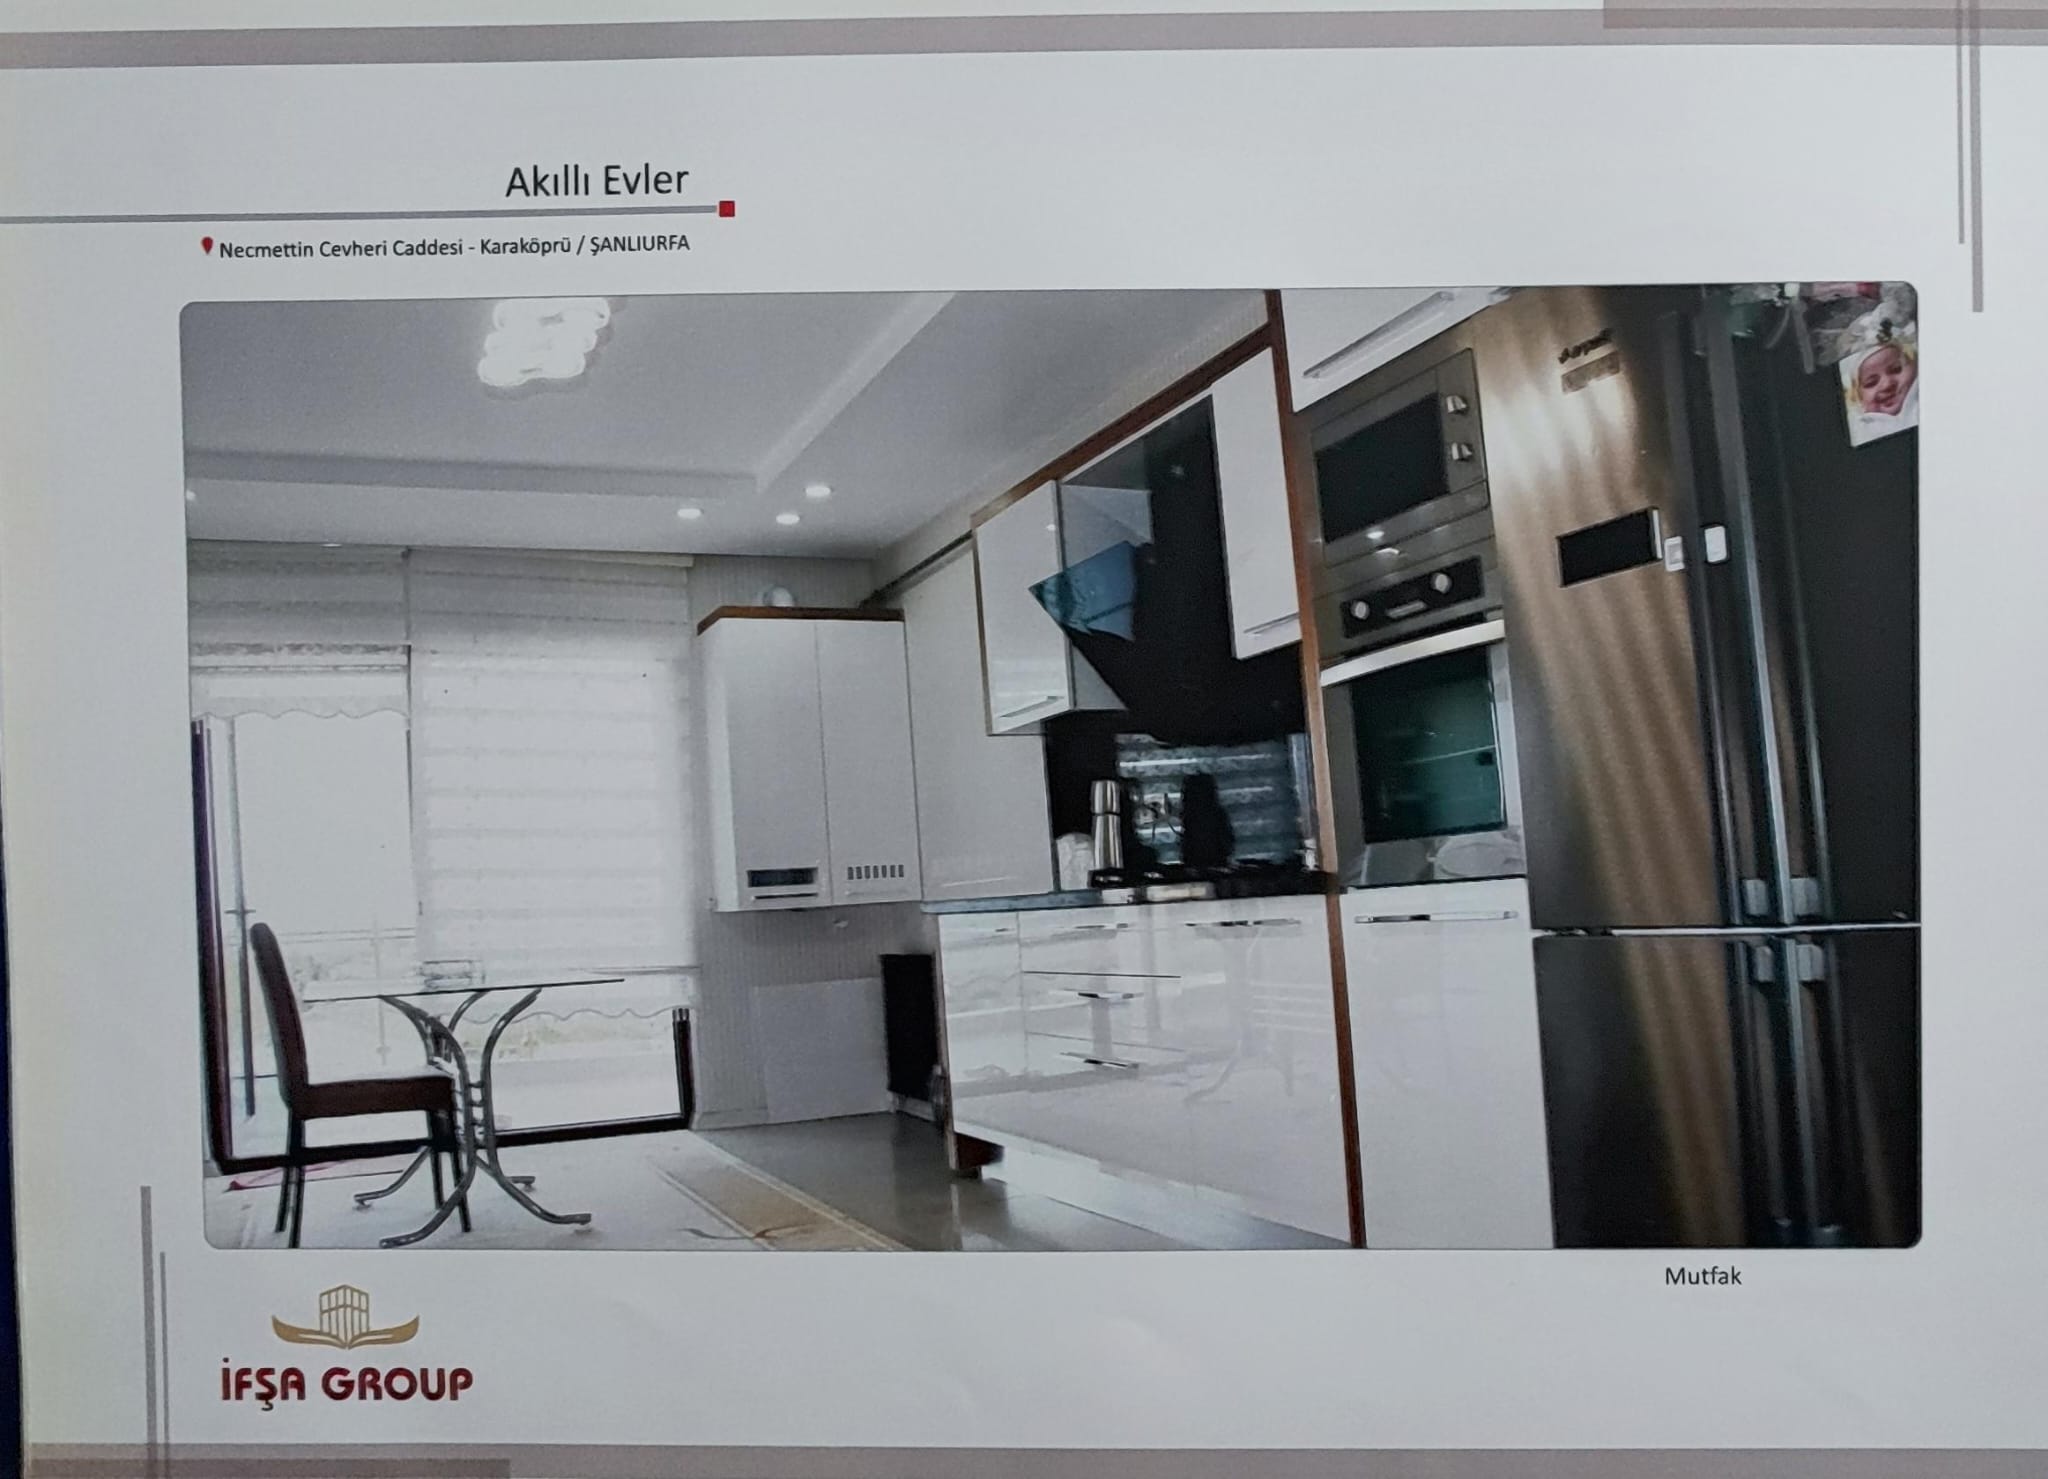 Akıllı Evler
Necmettin Cevheri Caddesi - Karaköprü / ŞANLIURFA
Mutfak
İFŞA GROUP